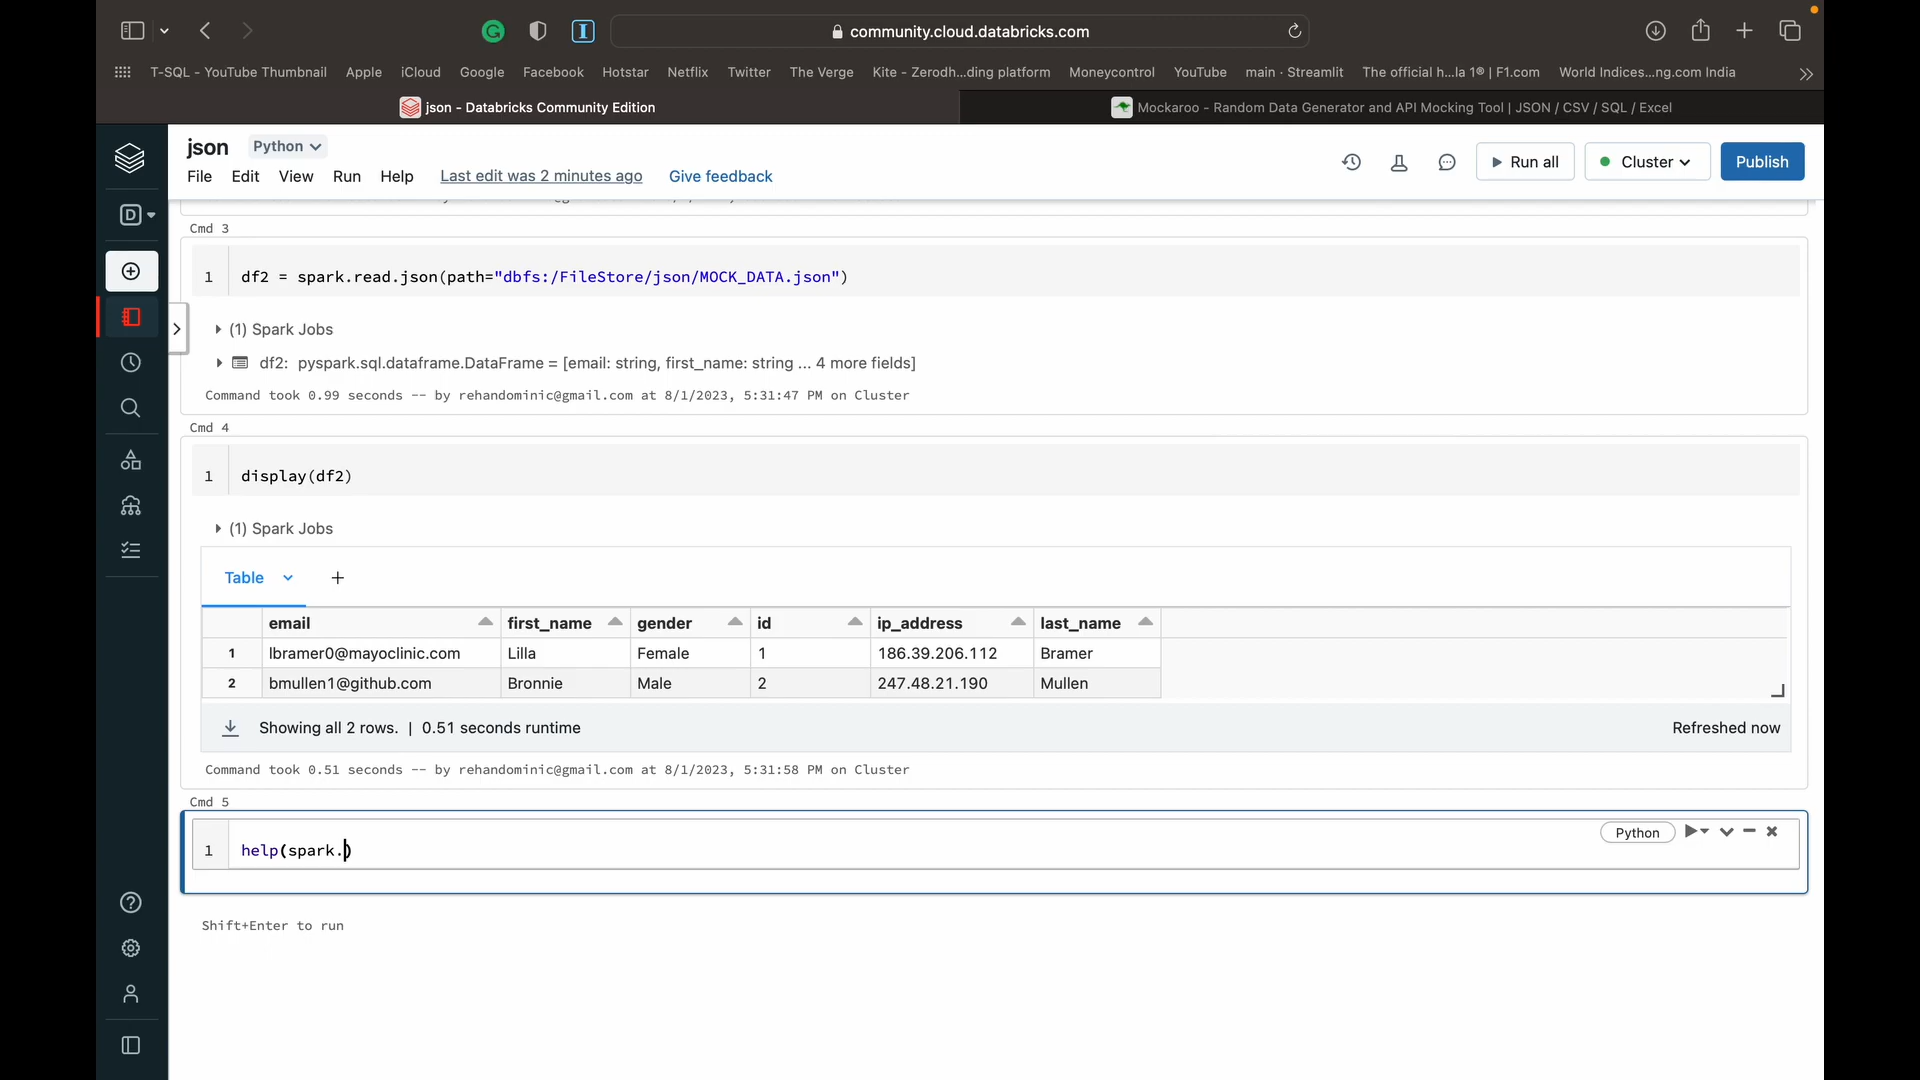 community.cloud.databricks.com
T-SQL - YouTube Thumbnail Apple iCloud Google Facebook Hotstar Netflix Twitter The Verge Kite - Zerodh...ding platform Moneycontrol YouTube main · Streamlit The official h...la 1® | F1.com World Indices...ng.com India
json - Databricks Community Edition Mockaroo - Random Data Generator and API Mocking Tool | JSON / CSV / SQL / Excel
json Python
File Edit View Run Help Last edit was 2 minutes ago Give feedback
Run all Cluster Publish
D
Cmd 3
1 df2 = spark.read.json(path="dbfs:/FileStore/json/MOCK_DATA.json")
(1) Spark Jobs
df2: pyspark.sql.dataframe.DataFrame = [email: string, first_name: string ... 4 more fields]
Command took 0.99 seconds -- by rehandominic@gmail.com at 8/1/2023, 5:31:47 PM on Cluster
Cmd 4
1 display(df2)
(1) Spark Jobs
Table +
email first_name gender id ip_address last_name
1 lbramer0@mayoclinic.com Lilla Female 1 186.39.206.112 Bramer
2 bmullen1@github.com Bronnie Male 2 247.48.21.190 Mullen
Showing all 2 rows. | 0.51 seconds runtime Refreshed now
Command took 0.51 seconds -- by rehandominic@gmail.com at 8/1/2023, 5:31:58 PM on Cluster
Cmd 5
Python
1 help(spark.)
Shift+Enter to run